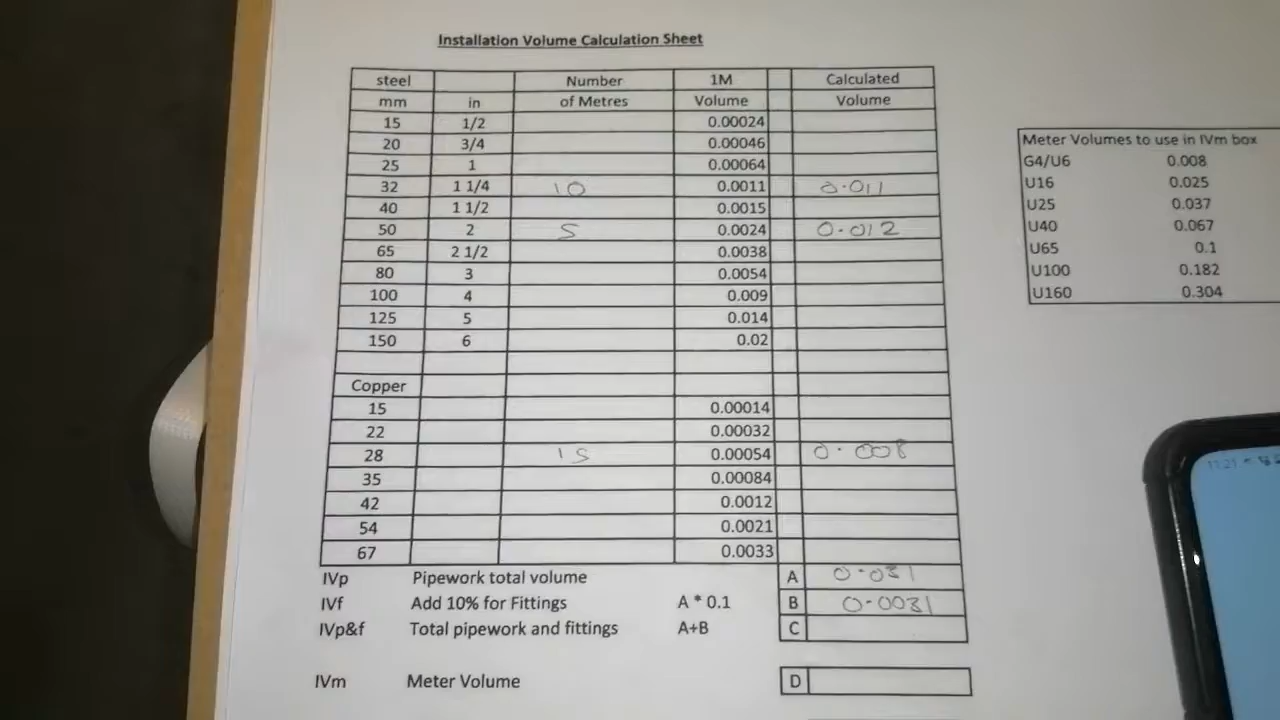 Installation Volume Calculation Sheet
steel Number 1M Calculated
mm in of Metres Volume Volume
15 1/2 0.00024
20 3/4 0.00046
25 1 0.00064
32 1 1/4 10 0.0011 0.011
40 1 1/2 0.0015
50 2 5 0.0024 0.012
65 2 1/2 0.0038
80 3 0.0054
100 4 0.009
125 5 0.014
150 6 0.02
Copper
15 0.00014
22 0.00032
28 15 0.00054 0.008
35 0.00084
42 0.0012
54 0.0021
67 0.0033
IVp Pipework total volume A 0.031
IVf Add 10% for Fittings A * 0.1 B 0.0031
IVp&f Total pipework and fittings A+B C
IVm Meter Volume D
Meter Volumes to use in IVm box
G4/U6 0.008
U16 0.025
U25 0.037
U40 0.067
U65 0.1
U100 0.182
U160 0.304
11:21